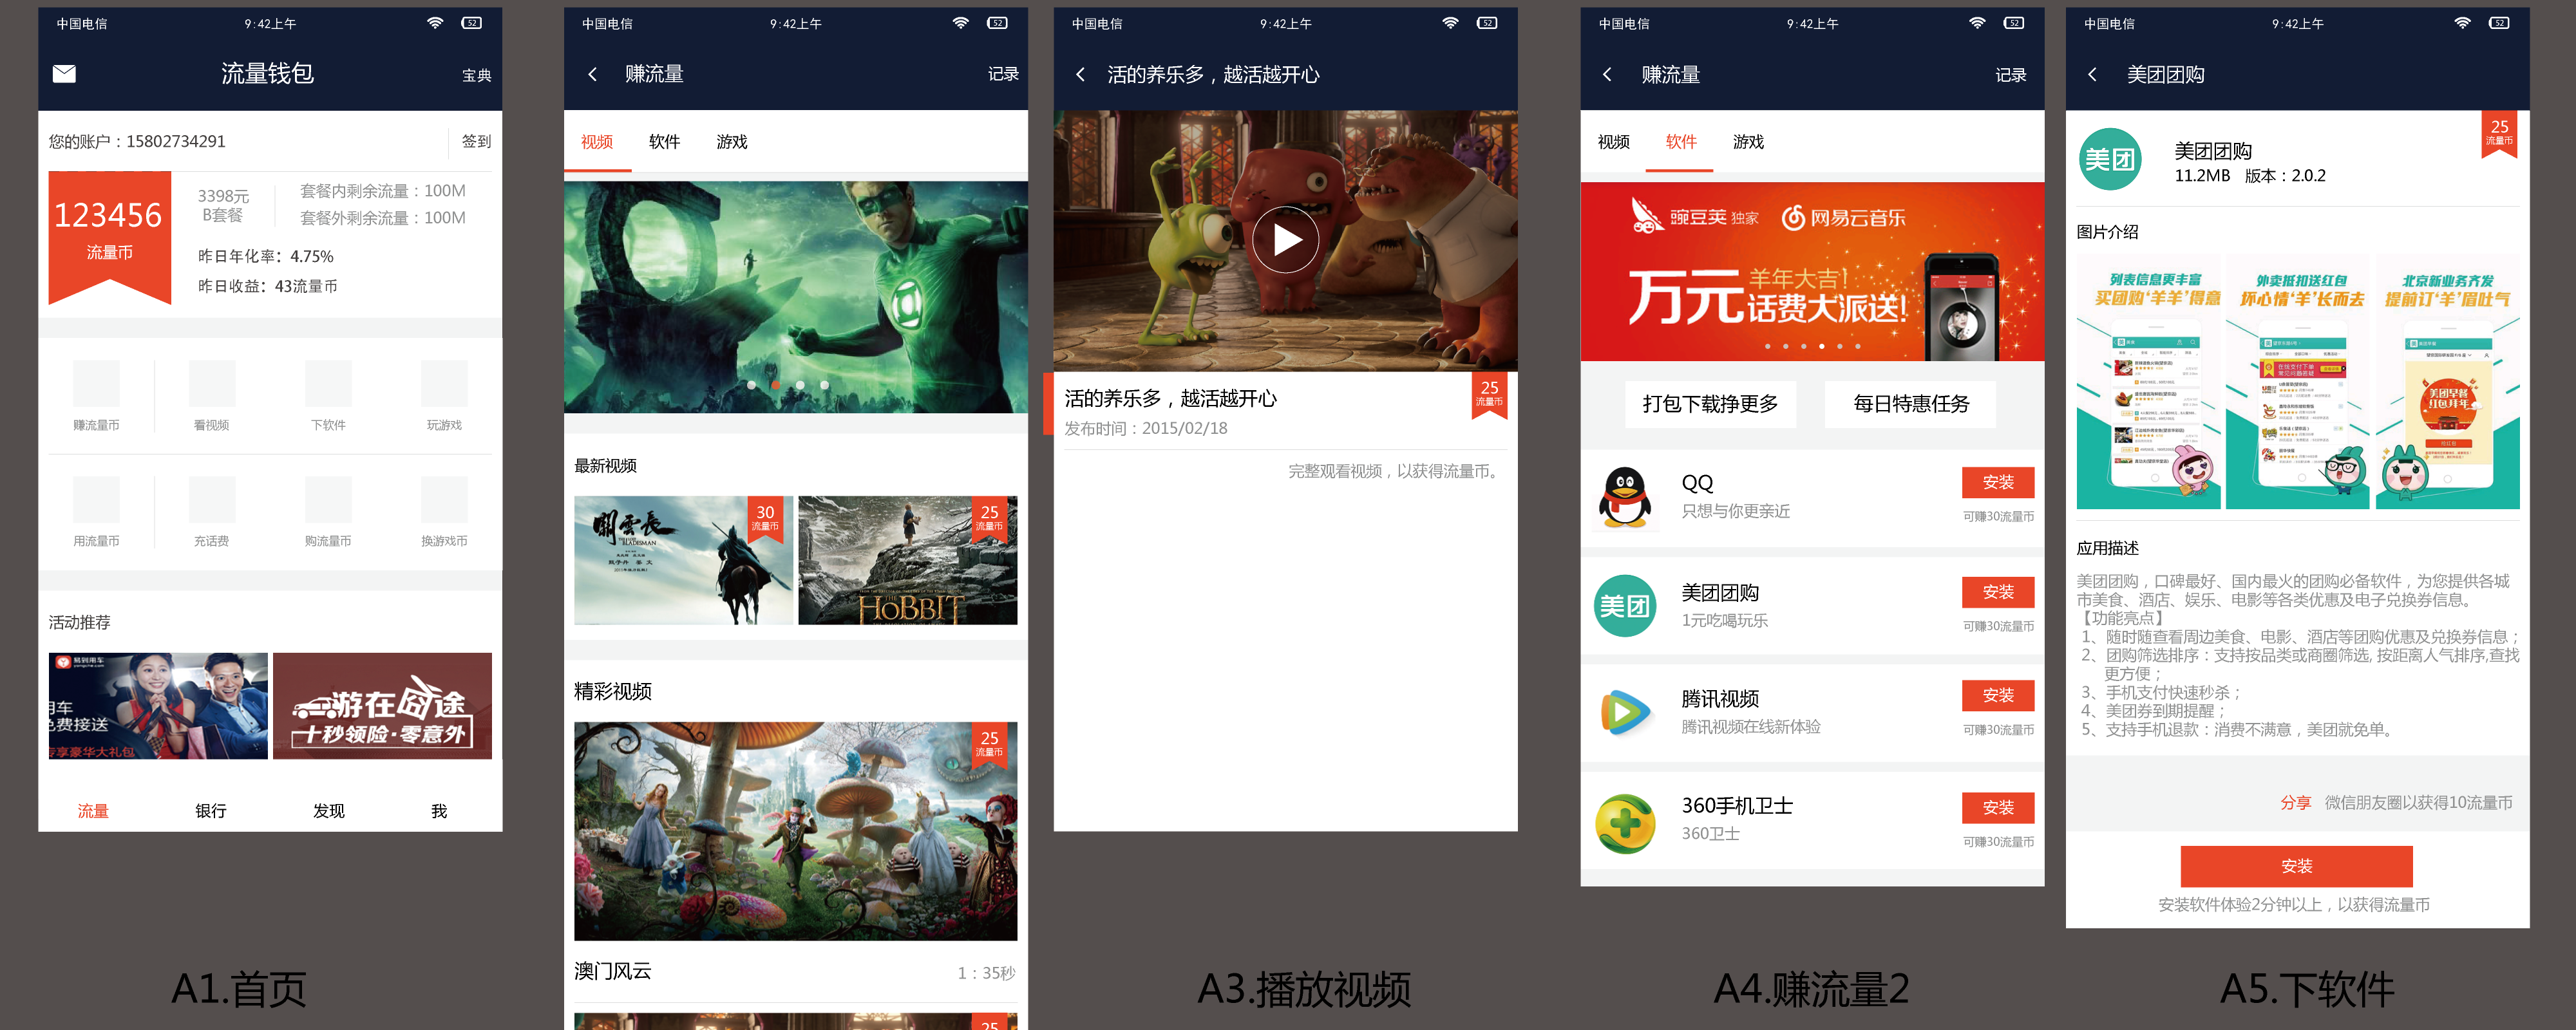 中国电信
9:42上午
52
流量钱包
宝典
您的账户：15802734291
签到
123456
流量币
3398元
B套餐
套餐内剩余流量：100M
套餐外剩余流量：100M
昨日年化率：4.75%
昨日收益：43流量币
赚流量币
看视频
下软件
玩游戏
用流量币
充话费
购流量币
换游戏币
活动推荐
易到用车
免费接送
专享豪华大礼包
游在囧途
十秒领险·零意外
流量
银行
发现
我
A1.首页
中国电信
9:42上午
52
赚流量
记录
视频
软件
游戏
最新视频
關雲長
30
流量币
25
流量币
THE
HOBBIT
精彩视频
25
流量币
澳门风云
1：35秒
25
中国电信
9:42上午
52
活的养乐多，越活越开心
活的养乐多，越活越开心
25
流量币
发布时间：2015/02/18
完整观看视频，以获得流量币。
A3.播放视频
中国电信
9:42上午
52
赚流量
记录
视频
软件
游戏
豌豆荚 独家
网易云音乐
万元
羊年大吉！
话费大派送！
打包下载挣更多
每日特惠任务
QQ
只想与你更亲近
安装
可赚30流量币
美团
美团团购
1元吃喝玩乐
安装
可赚30流量币
腾讯视频
腾讯视频在线新体验
安装
可赚30流量币
360手机卫士
360卫士
安装
可赚30流量币
A4.赚流量2
中国电信
9:42上午
52
美团团购
25
流量币
美团
美团团购
11.2MB 版本：2.0.2
图片介绍
列表信息更丰富
买团购‘羊羊’得意
外卖抵扣送红包
坏心情‘羊’长而去
北京新业务齐发
提前订‘羊’眉吐气
美团早餐
红包拜年
应用描述
美团团购，口碑最好、国内最火的团购必备软件，为您提供各城
市美食、酒店、娱乐、电影等各类优惠及电子兑换券信息。
【功能亮点】
1、随时随查看周边美食、电影、酒店等团购优惠及兑换券信息；
2、团购筛选排序：支持按品类或商圈筛选,按距离人气排序,查找
更方便；
3、手机支付快速秒杀；
4、美团券到期提醒；
5、支持手机退款：消费不满意，美团就免单。
分享 微信朋友圈以获得10流量币
安装
安装软件体验2分钟以上，以获得流量币
A5.下软件